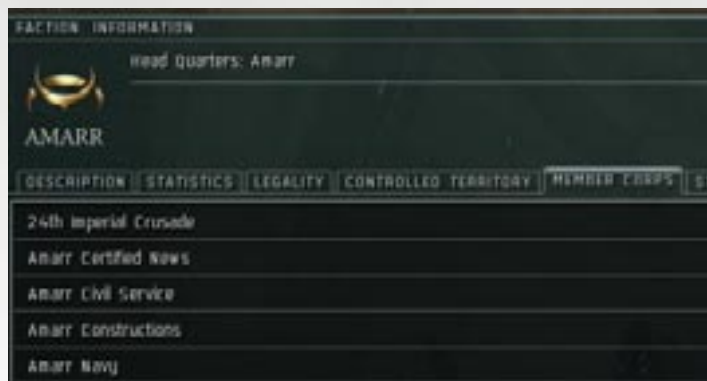 FACTION INFORMATION
Head Quarters: Amarr
AMARR
DESCRIPTION STATISTICS LEGALITY CONTROLLED TERRITORY MEMBER CORPS
24th Imperial Crusade
Amarr Certified News
Amarr Civil Service
Amarr Constructions
Amarr Navy